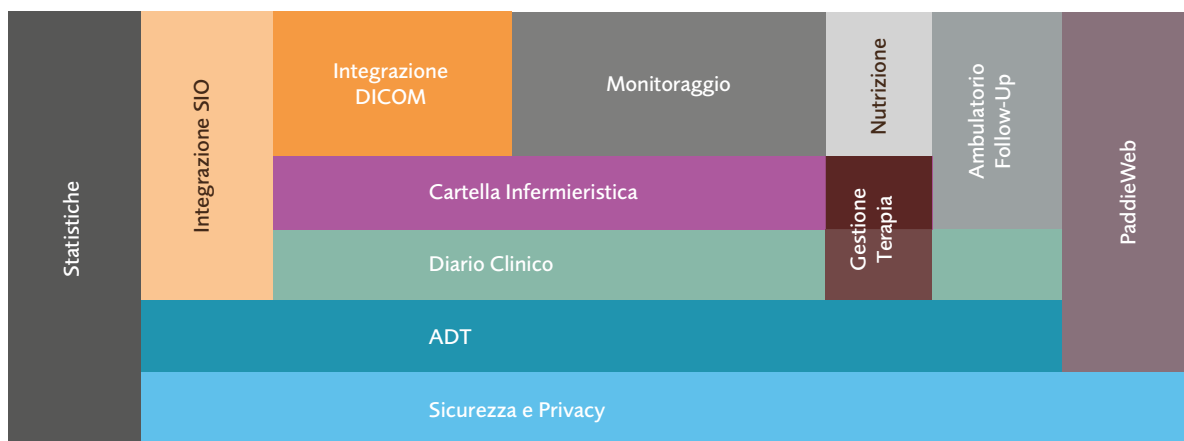 Statistiche
Integrazione SIO
Integrazione
DICOM
Monitoraggio
Nutrizione
Ambulatorio
Follow-Up
PaddieWeb
Cartella Infermieristica
Gestione
Terapia
Diario Clinico
ADT
Sicurezza e Privacy